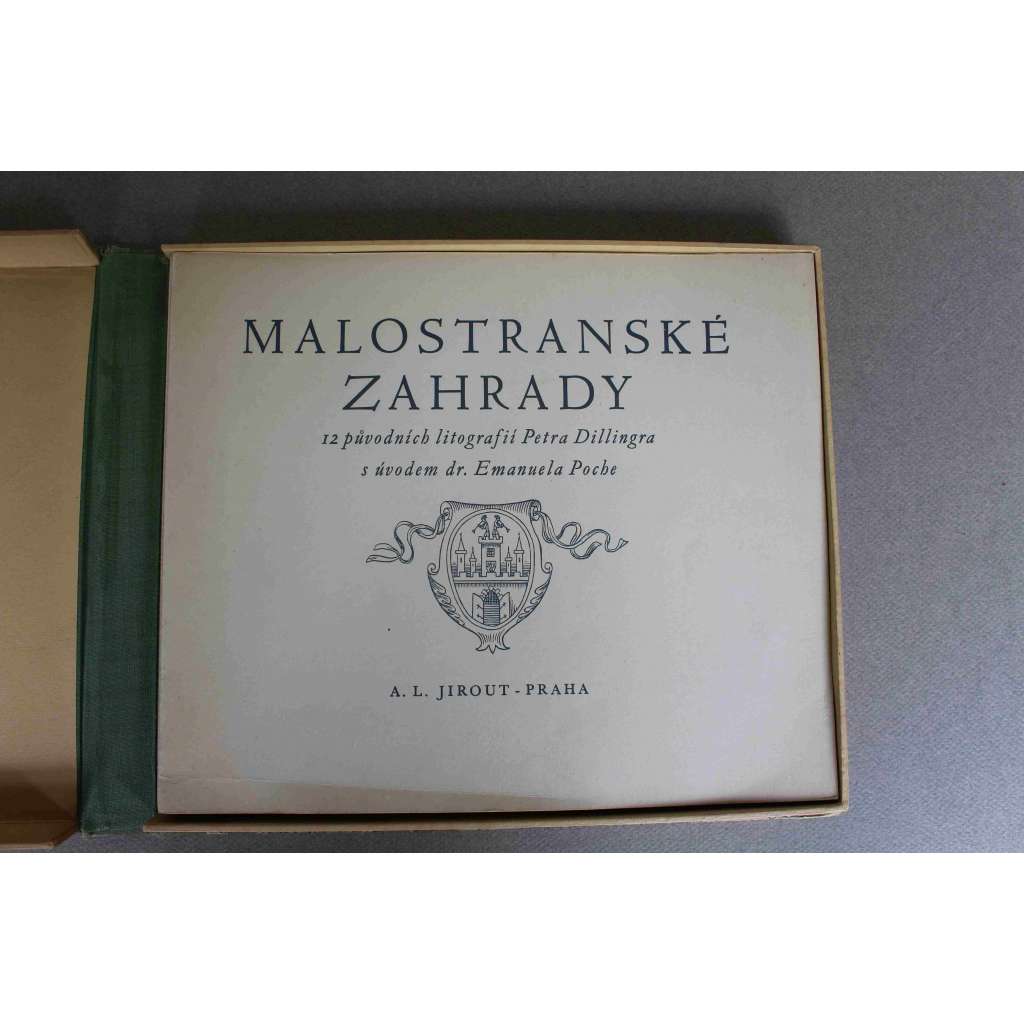 MALOSTRANSKÉ
ZAHRADY
12 původních litografií Petra Dillingra
s úvodem dr. Emanuela Poche
A. L. JIROUT - PRAHA